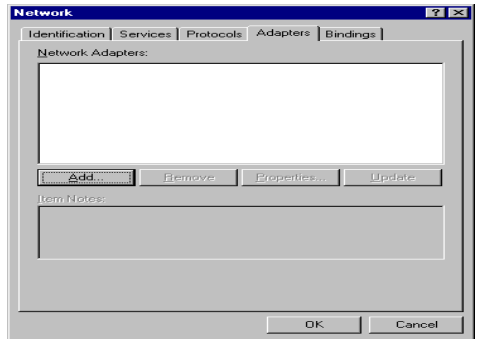 Network
Identification Services Protocols Adapters Bindings
Network Adapters:
Add... Remove Properties... Update
Item Notes:
OK Cancel